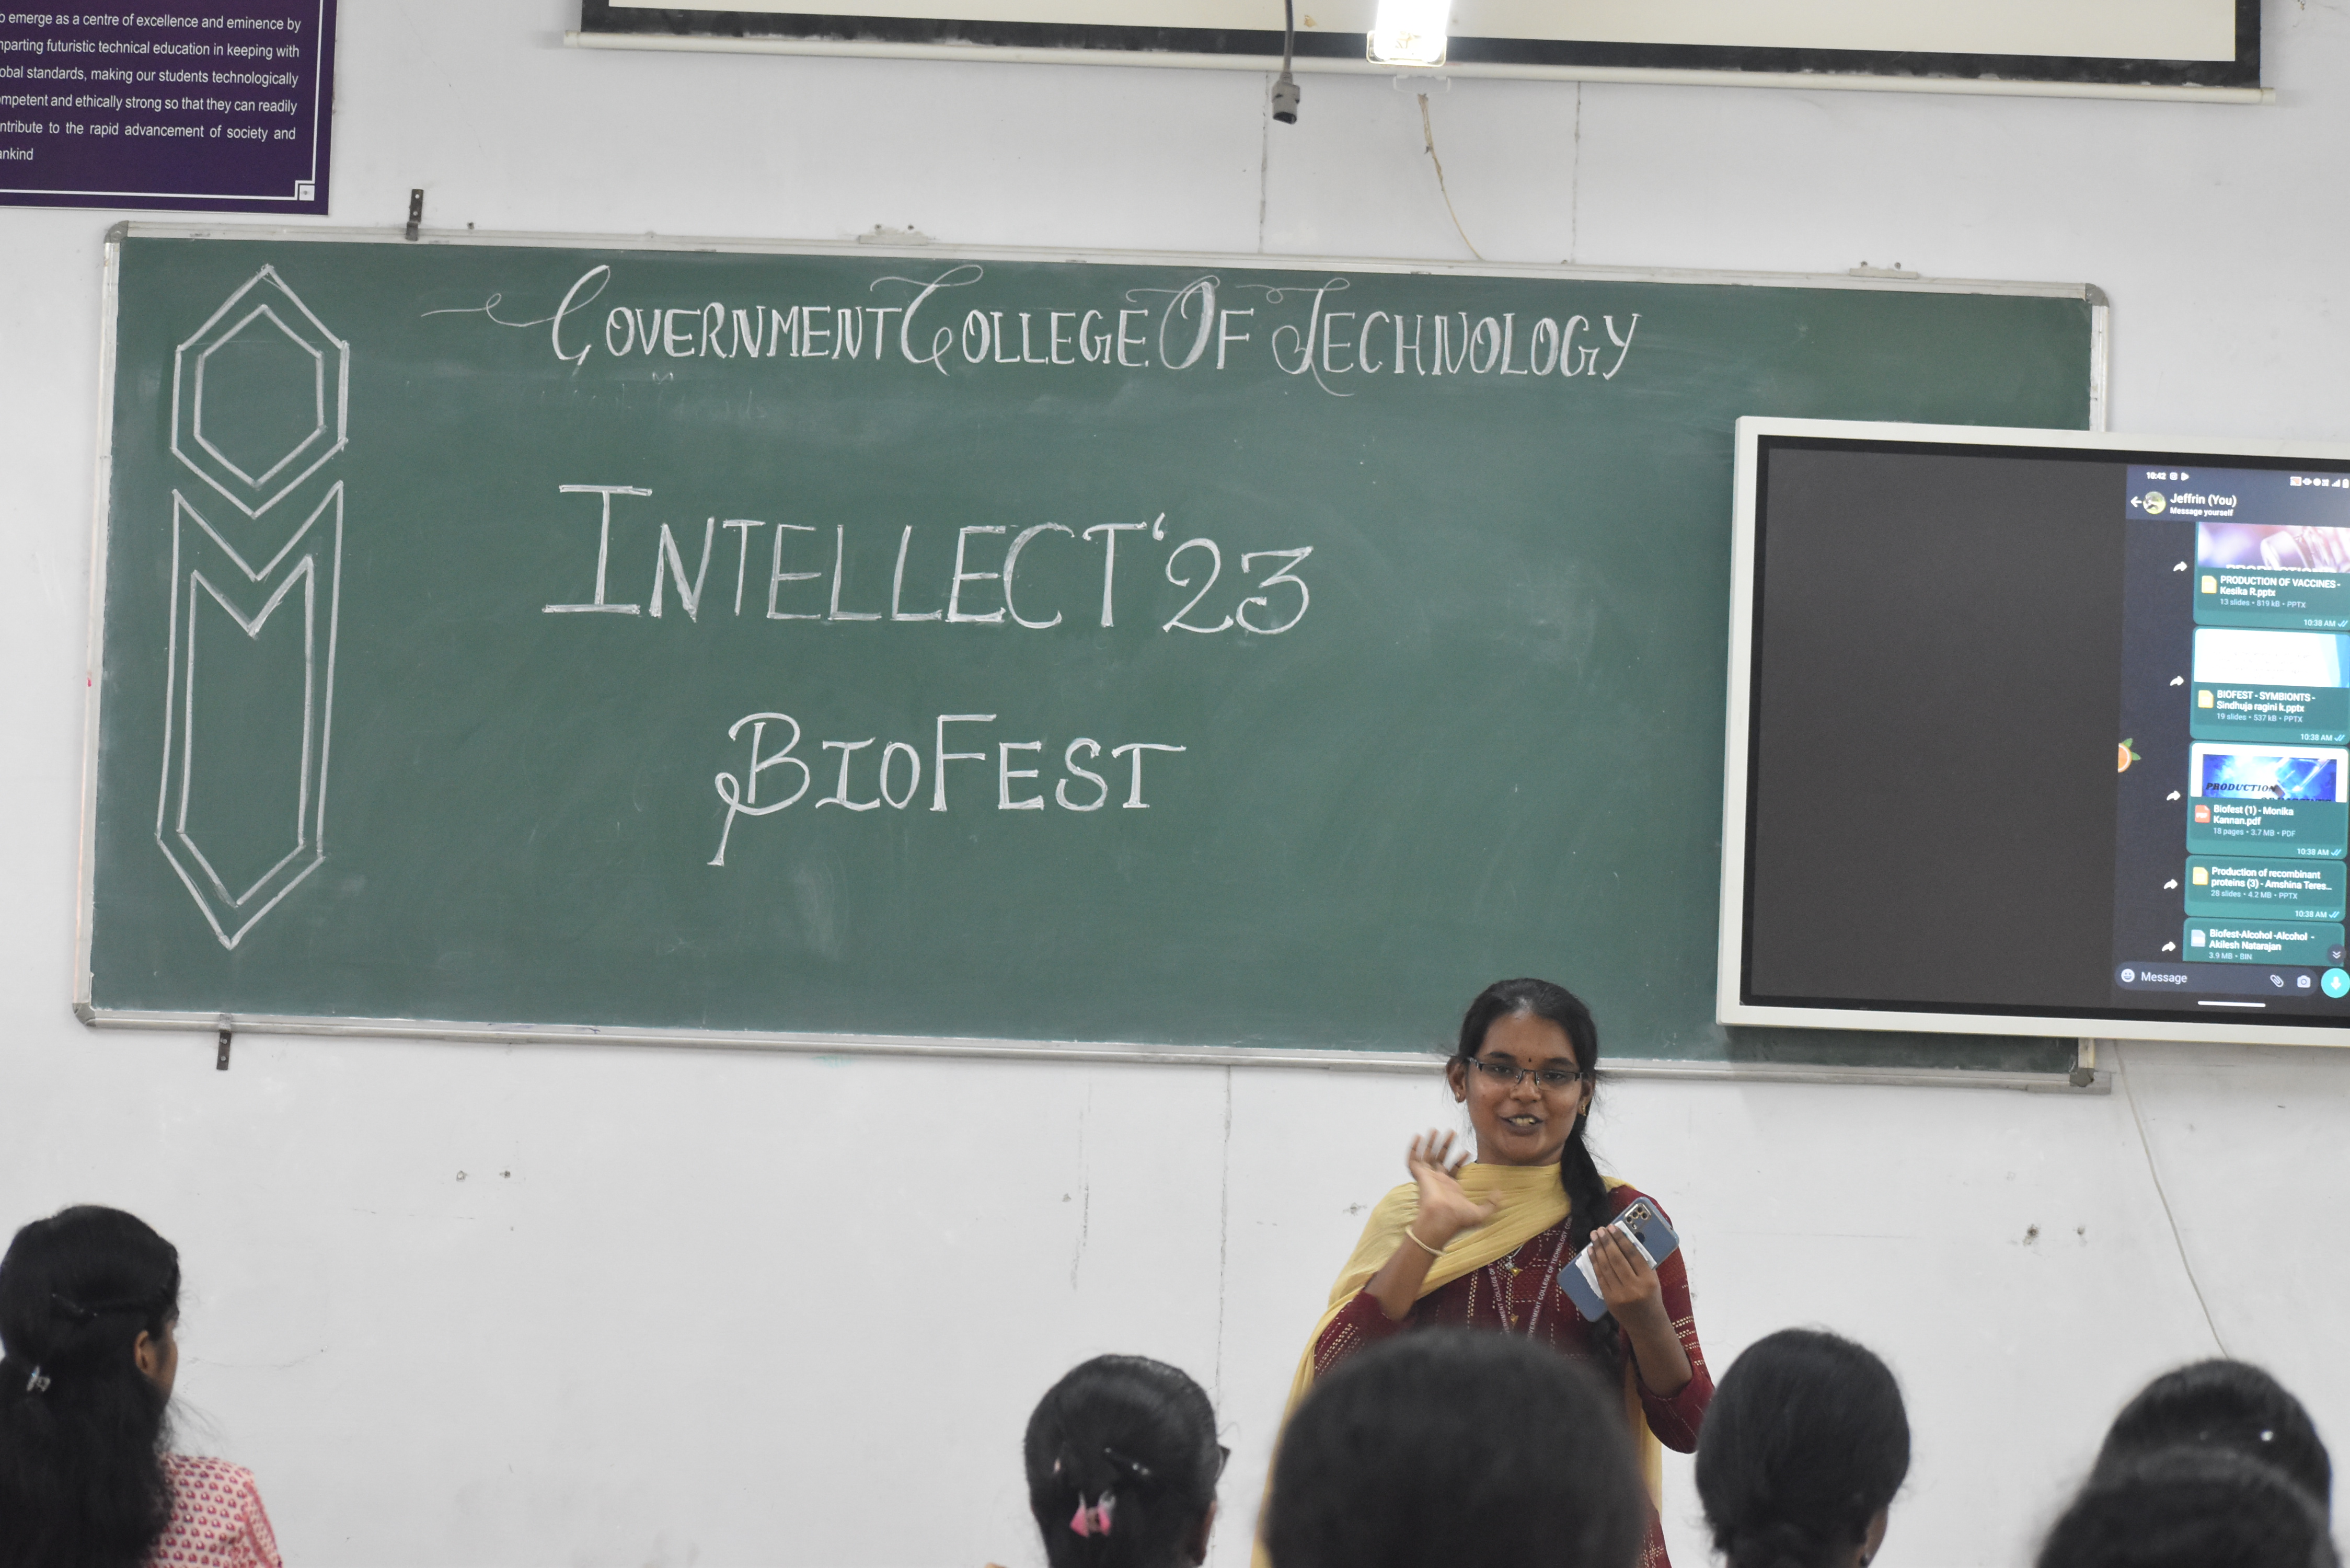 o emerge as a centre of excellence and eminence by
parting futuristic technical education in keeping with
obal standards, making our students technologically
mpetent and ethically strong so that they can readily
ntribute to the rapid advancement of society and
ankind
GOVERNMENT COLLEGE OF TECHNOLOGY
INTELLECT '23
BIOFEST
10:42
Jeffrin (You)
Message yourself
PRODUCTION OF VACCINES -
Kesika R.pptx
13 slides • 819 kB • PPTX
10:38 AM
BIOFEST - SYMBIONTS -
Sindhuja ragini k.pptx
19 slides • 537 kB • PPTX
10:38 AM
PRODUCTION
Biofest (1) - Monika
Kannan.pdf
18 pages • 3.7 MB • PDF
10:38 AM
Production of recombinant
proteins (3) - Amshina Teres...
28 slides • 4.2 MB • PPTX
10:38 AM
Biofest-Alcohol -Alcohol -
Akilesh Natarajan
3.9 MB • BIN
Message
ERNMENT COLLEGE OF TECHNOLOGY